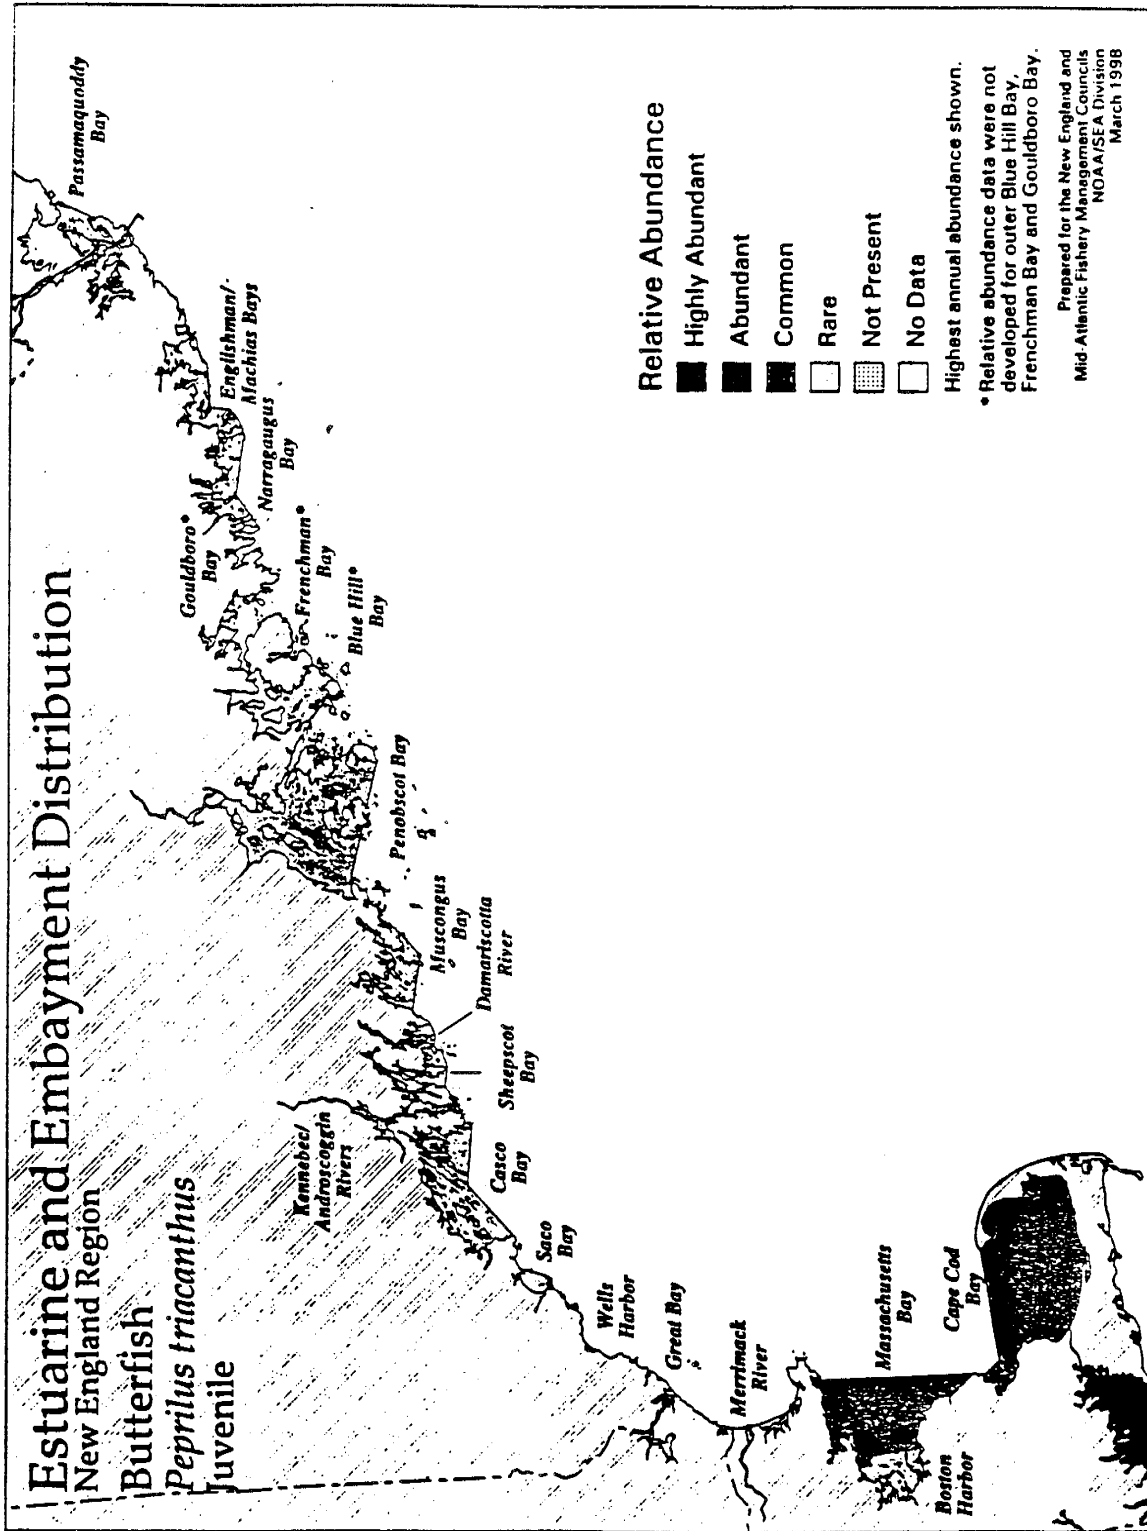 Estuarine and Embayment Distribution
New England Region
Butterfish
Peprilus triacanthus
Juvenile
Passamaquoddy
Bay
Englishman/
Machias Bays
Narragaugus
Bay
Gouldboro*
Bay
Frenchman*
Bay
Blue Hill*
Bay
Penobscot Bay
Muscongus
Bay
Damariscotta
River
Sheepscot
Bay
Kennebec/
Androscoggin
Rivers
Casco
Bay
Saco
Bay
Wells
Harbor
Great Bay
Merrimack
River
Massachusetts
Bay
Cape Cod
Bay
Boston
Harbor
Relative Abundance
Highly Abundant
Abundant
Common
Rare
Not Present
No Data
Highest annual abundance shown.
*Relative abundance data were not
developed for outer Blue Hill Bay,
Frenchman Bay and Gouldboro Bay.
Prepared for the New England and
Mid-Atlantic Fishery Management Councils
NOAA/SEA Division
March 1998